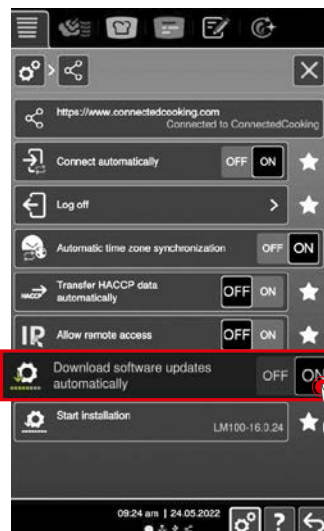 https://www.connectedcooking.com
Connected to ConnectedCooking
Connect automatically OFF ON
Log off
Automatic time zone synchronization OFF ON
HACCP Transfer HACCP data
automatically OFF ON
IR Allow remote access OFF ON
Download software updates
automatically OFF ON
Start installation
LM100-16.0.24
09:24 am | 24.05.2022 ?